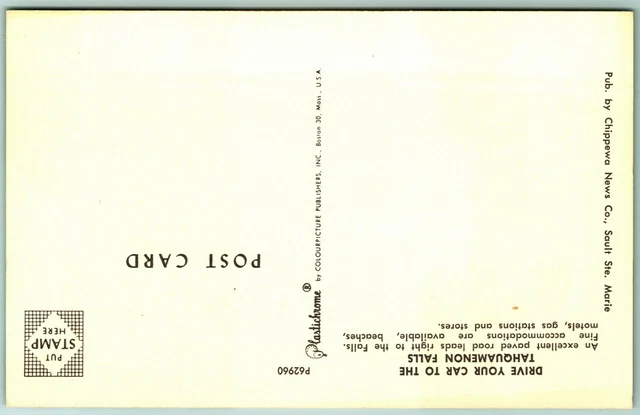 DRIVE YOUR CAR TO THE
TAHQUAMENON FALLS
An excellent paved road leads to right to the Falls.
Fine accommodations are available, beaches,
motels, gas stations and stores.
P62960
Plastichrome® by COLOURPICTURE PUBLISHERS, INC., Boston 30, Mass., U.S.A.
PUT
STAMP
HERE
POST CARD
Pub. by Chippewa News Co., Sault Ste. Marie